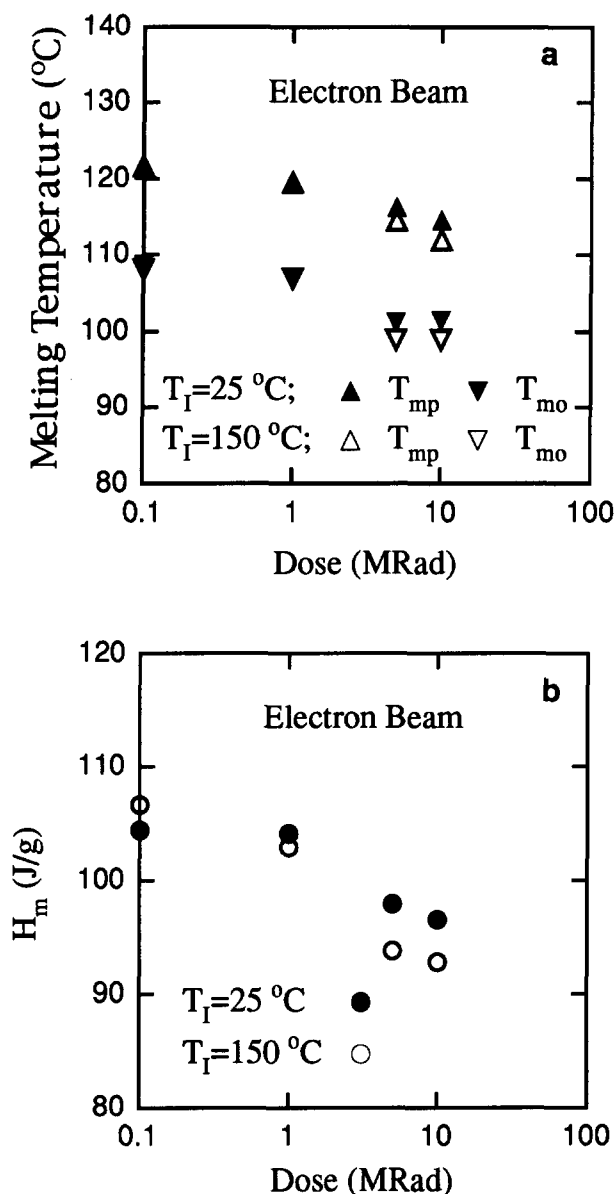 140
a
Melting Temperature (°C)
130
Electron Beam
120
110
100
T_I=25 °C; ▲ T_mp ▼ T_mo
90
T_I=150 °C; △ T_mp ▽ T_mo
80
0.1 1 10 100
Dose (MRad)
120
b
Electron Beam
110
H_m (J/g)
100
90
T_I=25 °C ●
T_I=150 °C ○
80
0.1 1 10 100
Dose (MRad)